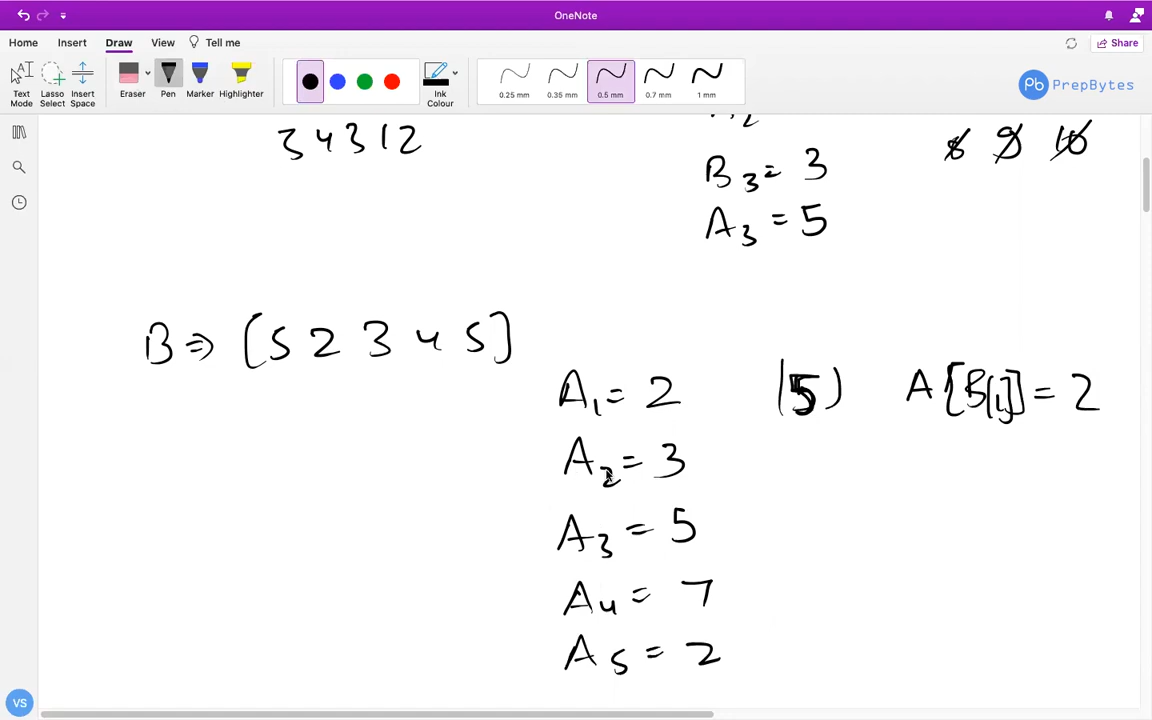 OneNote
Home Insert Draw View Tell me
Share
Text Mode
Lasso Select
Insert Space
Eraser
Pen
Marker
Highlighter
Ink Colour
0.25 mm 0.35 mm 0.5 mm 0.7 mm 1 mm
Pb PrepBytes
3 4 3 1 2
8 9 10
B3 = 3
A3 = 5
B => [5 2 3 4 5]
A1 = 2 (5) A[B[1]] = 2
A2 = 3
A3 = 5
A4 = 7
A5 = 2
VS